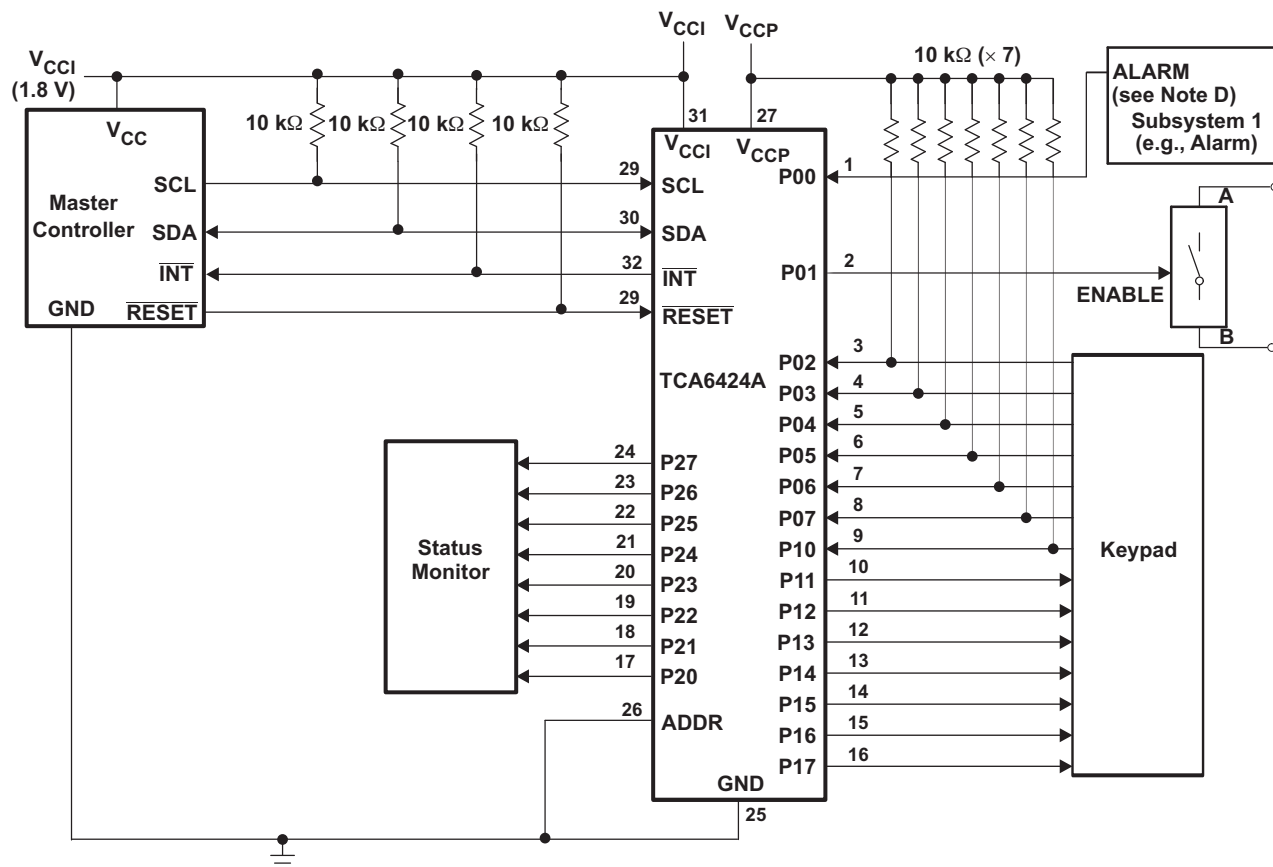 VCCI
(1.8 V)
VCCI
VCCP
10 kΩ (× 7)
10 kΩ
10 kΩ
10 kΩ
10 kΩ
ALARM
(see Note D)
Subsystem 1
(e.g., Alarm)
VCC
Master
Controller
SCL
SDA
INT
RESET
GND
31
27
VCCI
VCCP
29
SCL
30
SDA
32
INT
29
RESET
TCA6424A
P00
1
P01
2
ENABLE
A
B
P02
3
P03
4
P04
5
P05
6
P06
7
P07
8
P10
9
P11
10
P12
11
P13
12
P14
13
P15
14
P16
15
P17
16
Keypad
Status
Monitor
24
P27
23
P26
22
P25
21
P24
20
P23
19
P22
18
P21
17
P20
26
ADDR
GND
25